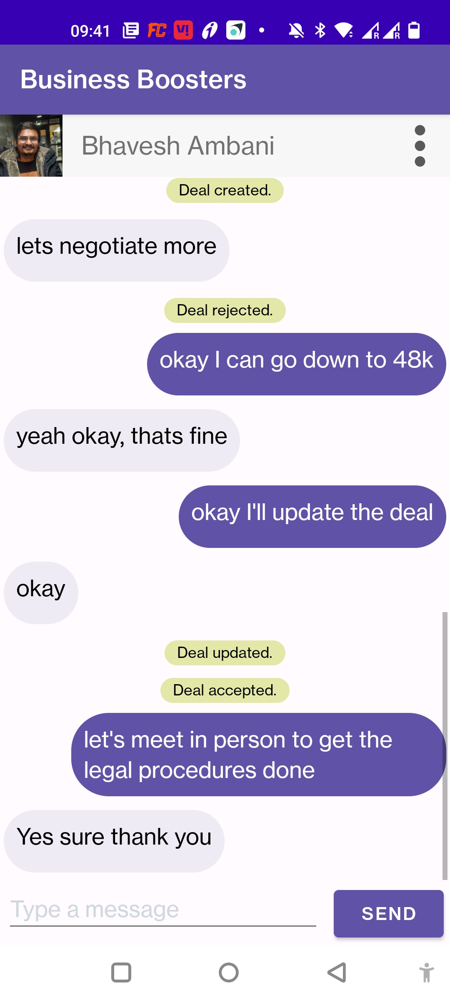 09:41
FC
V!
R
R
Business Boosters
Bhavesh Ambani
Deal created.
lets negotiate more
Deal rejected.
okay I can go down to 48k
yeah okay, thats fine
okay I'll update the deal
okay
Deal updated.
Deal accepted.
let's meet in person to get the
legal procedures done
Yes sure thank you
Type a message
SEND